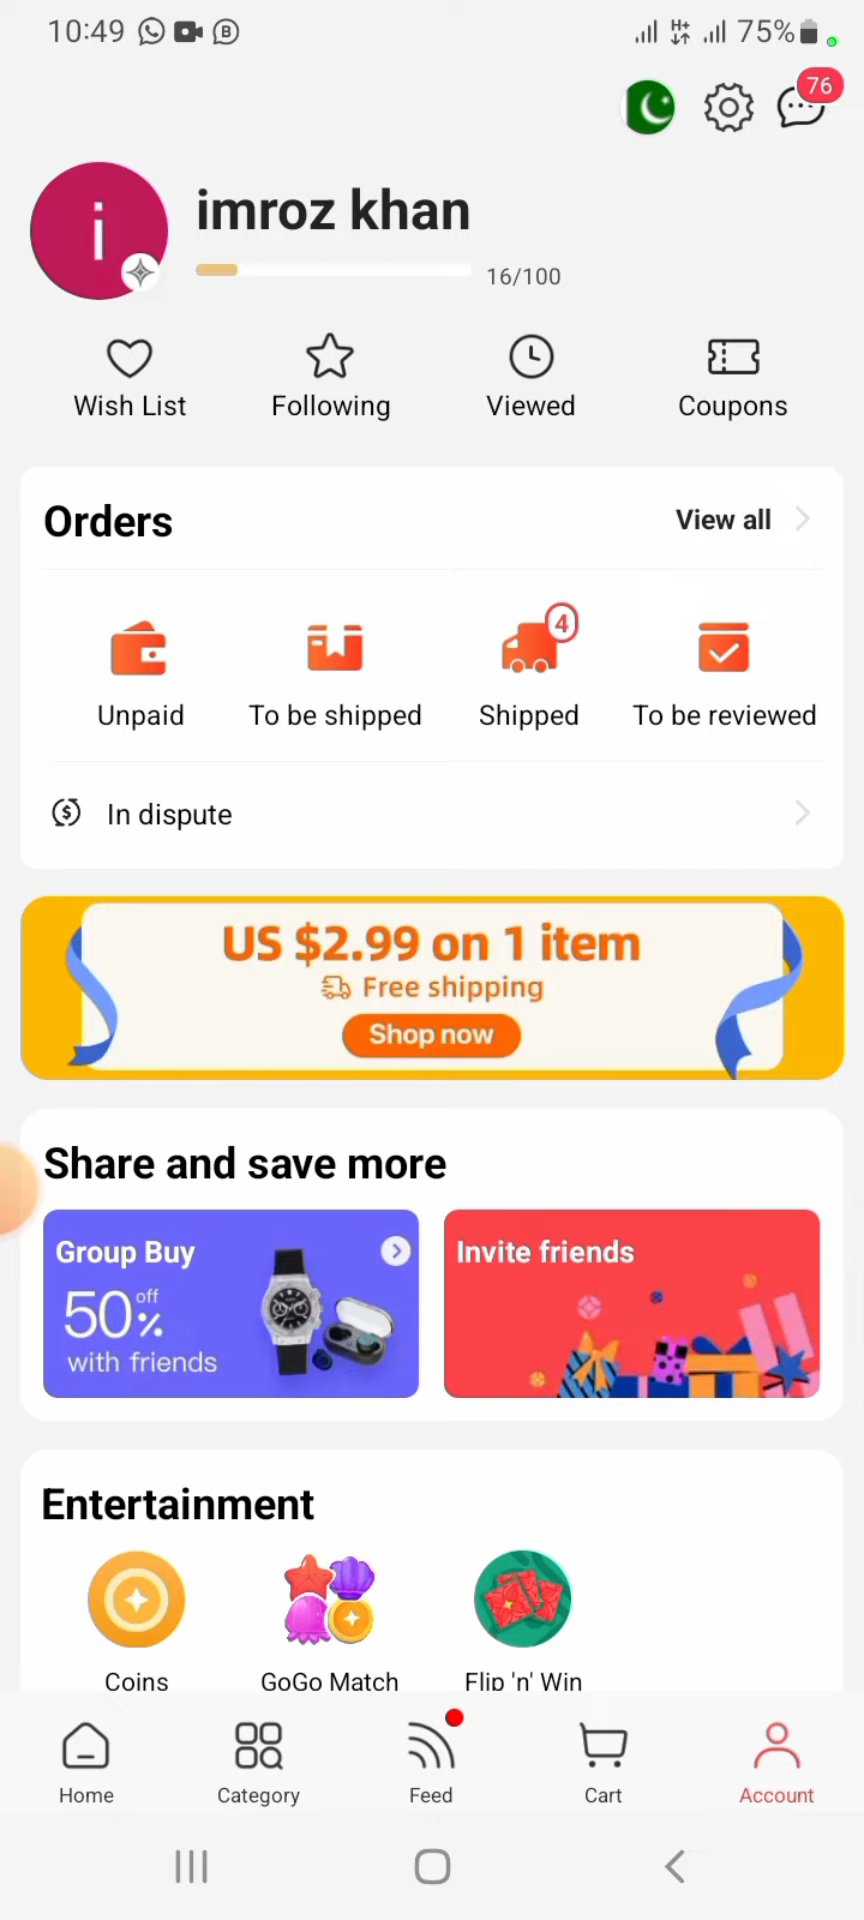 10:49 B H+ 75%
76
i imroz khan
16/100
Wish List Following Viewed Coupons
Orders View all
4
Unpaid To be shipped Shipped To be reviewed
In dispute
US $2.99 on 1 item
Free shipping
Shop now
Share and save more
Group Buy Invite friends
50% off
with friends
Entertainment
Coins GoGo Match Flip 'n' Win
Home Category Feed Cart Account